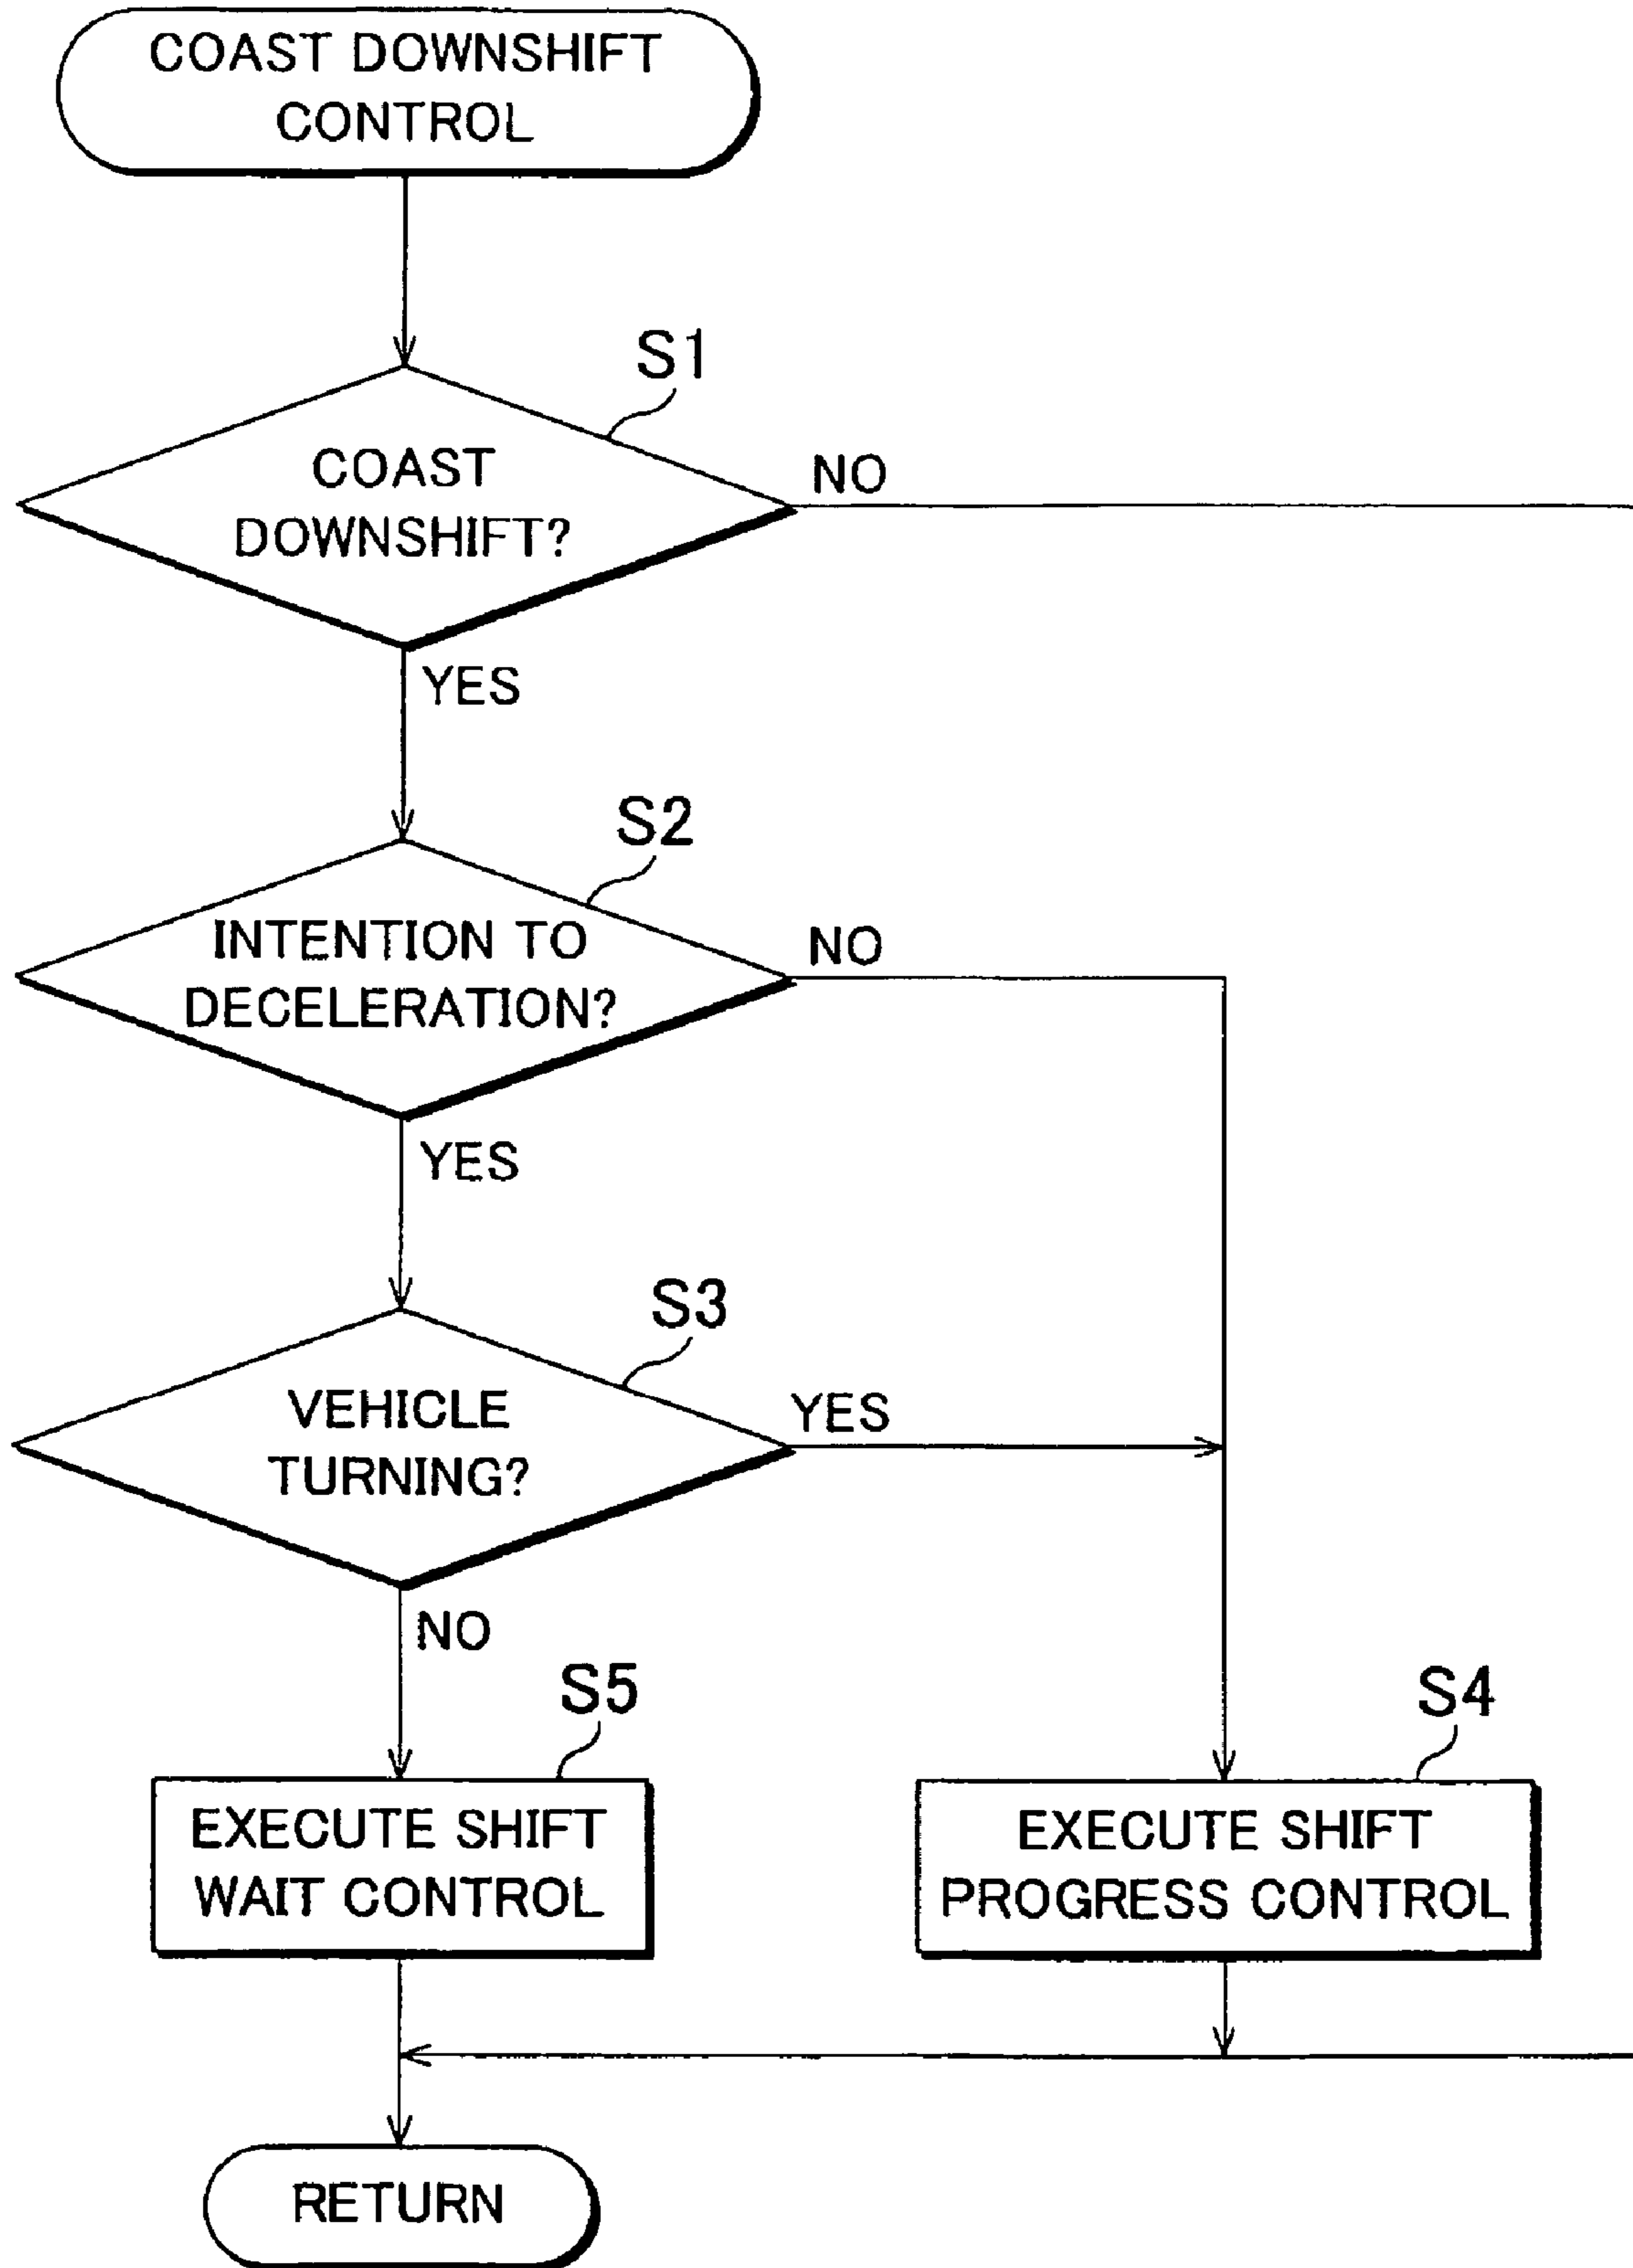 COAST DOWNSHIFT
CONTROL
S1
COAST
DOWNSHIFT?
NO
YES
S2
INTENTION TO
DECELERATION?
NO
YES
S3
VEHICLE
TURNING?
YES
NO
S5
EXECUTE SHIFT
WAIT CONTROL
S4
EXECUTE SHIFT
PROGRESS CONTROL
RETURN